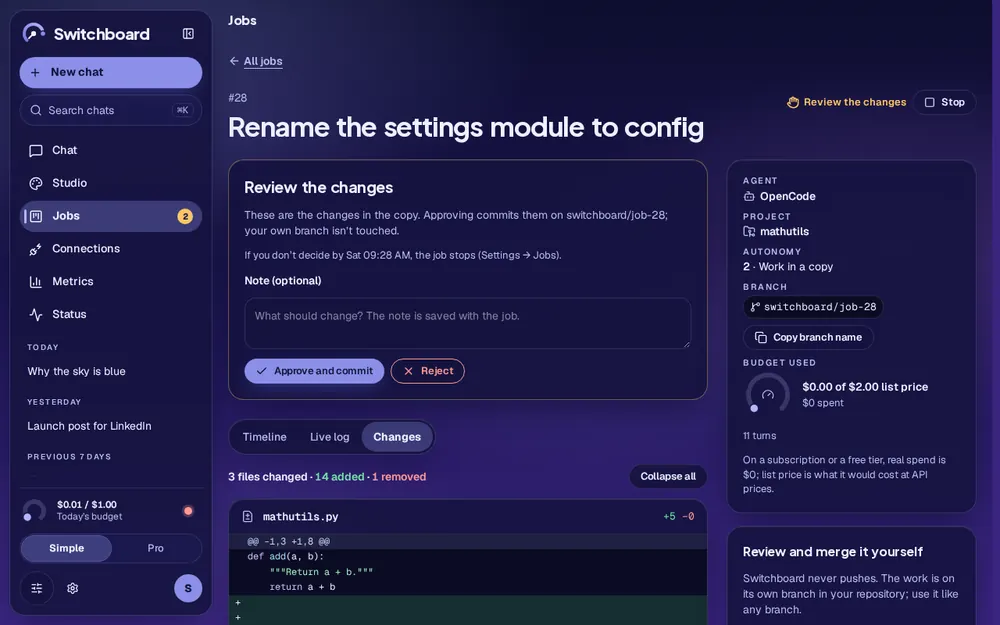 Switchboard
New chat
Search chats ⌘K
Chat
Studio
Jobs 2
Connections
Metrics
Status
TODAY
Why the sky is blue
YESTERDAY
Launch post for LinkedIn
PREVIOUS 7 DAYS
$0.01 / $1.00
Today's budget
Simple Pro
S
Jobs
← All jobs
#28
Rename the settings module to config
Review the changes
Stop
Review the changes
These are the changes in the copy. Approving commits them on switchboard/job-28;
your own branch isn't touched.
If you don't decide by Sat 09:28 AM, the job stops (Settings → Jobs).
Note (optional)
What should change? The note is saved with the job.
Approve and commit
Reject
Timeline Live log Changes
3 files changed · 14 added · 1 removed
Collapse all
mathutils.py +5 −0
@@ -1,3 +1,8 @@
def add(a, b):
"""Return a + b."""
return a + b
+
+
AGENT
OpenCode
PROJECT
mathutils
AUTONOMY
2 · Work in a copy
BRANCH
switchboard/job-28
Copy branch name
BUDGET USED
$0.00 of $2.00 list price
$0 spent
11 turns
On a subscription or a free tier, real spend is
$0; list price is what it would cost at API
prices.
Review and merge it yourself
Switchboard never pushes. The work is on
its own branch in your repository; use it like
any branch.